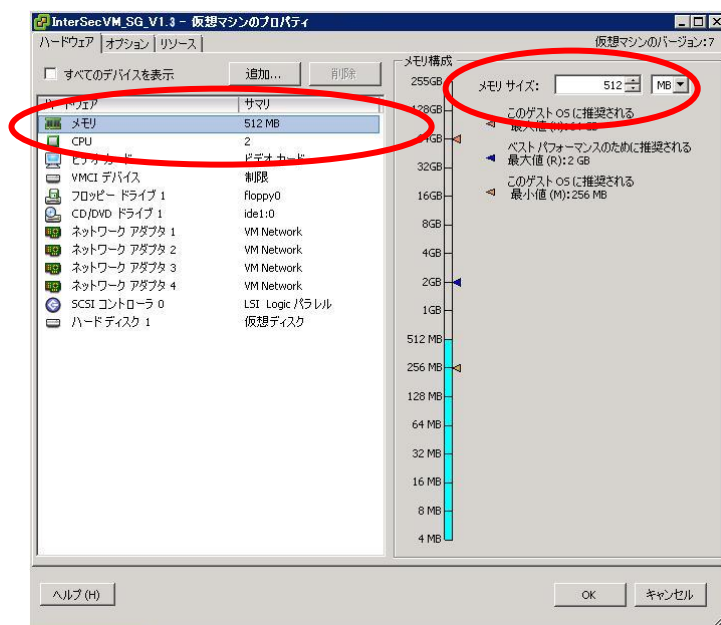 InterSecVM_SG_V1.3 - 仮想マシンのプロパティ
ハードウェア オプション リソース
仮想マシンのバージョン: 7
すべてのデバイスを表示
追加...
削除
サマリ
メモリ 512 MB
CPU 2
ビデオ カード ビデオ カード
VMCI デバイス 制限
フロッピー ドライブ 1 floppy0
CD/DVD ドライブ 1 ide1:0
ネットワーク アダプタ 1 VM Network
ネットワーク アダプタ 2 VM Network
ネットワーク アダプタ 3 VM Network
ネットワーク アダプタ 4 VM Network
SCSI コントローラ 0 LSI Logic パラレル
ハード ディスク 1 仮想ディスク
メモリ構成
255GB
128GB
64GB
32GB
16GB
8GB
4GB
2GB
1GB
512 MB
256 MB
128 MB
64 MB
32 MB
16 MB
8 MB
4 MB
メモリ サイズ: 512 MB
このゲスト OS に推奨される
最大値
ベスト パフォーマンスのために推奨される
最大値 (R):2 GB
このゲスト OS に推奨される
最小値 (M):256 MB
ヘルプ (H)
OK
キャンセル